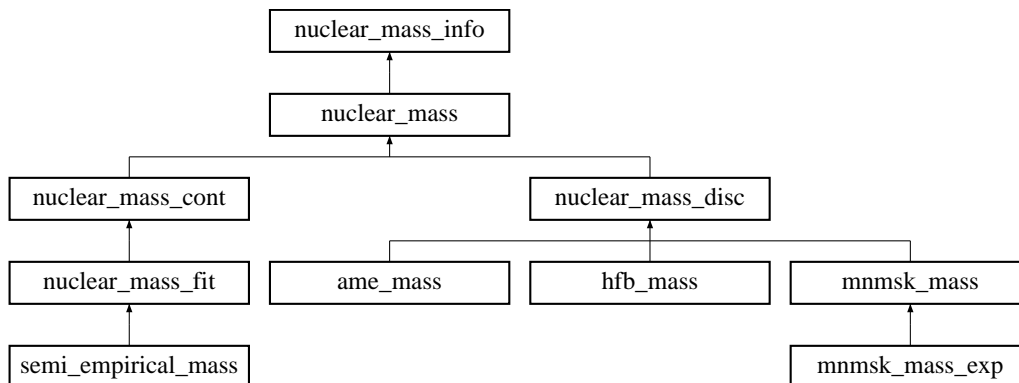 nuclear_mass_info
nuclear_mass
nuclear_mass_cont
nuclear_mass_disc
nuclear_mass_fit
ame_mass
hfb_mass
mnmsk_mass
semi_empirical_mass
mnmsk_mass_exp